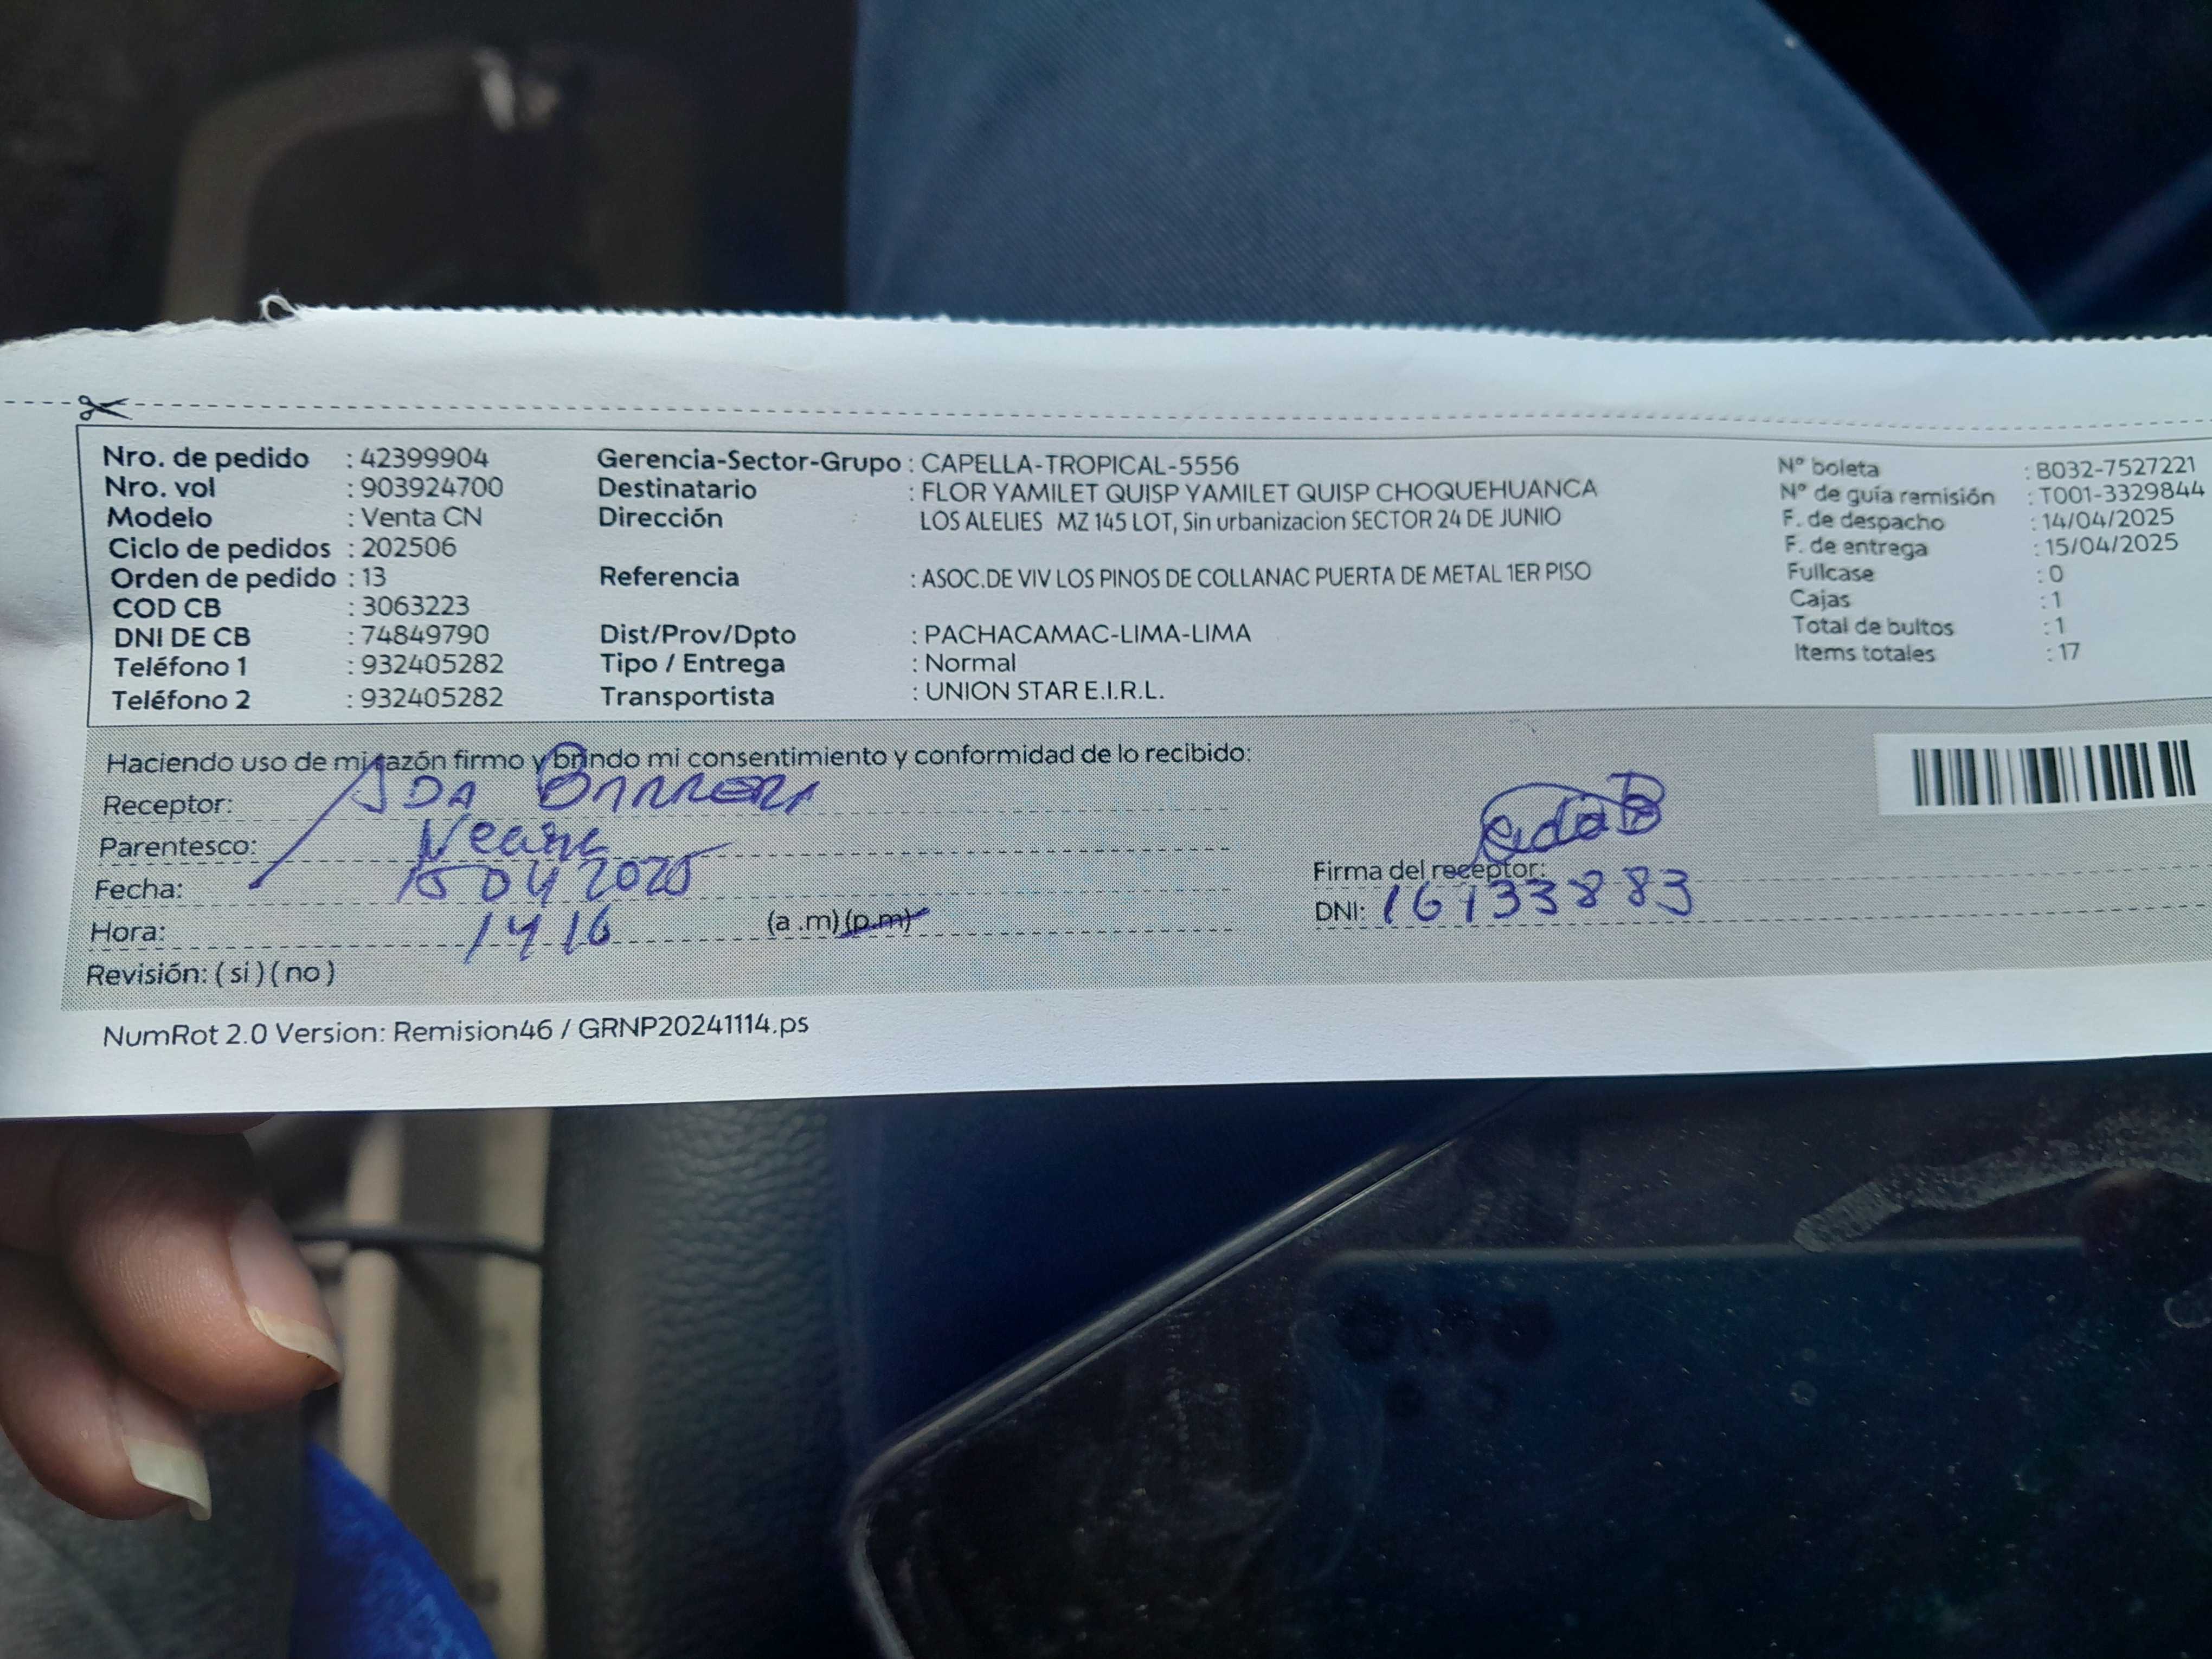 Nro. de pedido : 42399904 Gerencia-Sector-Grupo : CAPELLA-TROPICAL-5556 N° boleta : B032-7527221
Nro. vol : 903924700 Destinatario : FLOR YAMILET QUISP YAMILET QUISP CHOQUEHUANCA N° de guía remisión : T001-3329844
Modelo : Venta CN Dirección LOS ALELIES MZ 145 LOT, Sin urbanizacion SECTOR 24 DE JUNIO F. de despacho : 14/04/2025
Ciclo de pedidos : 202506 F. de entrega : 15/04/2025
Orden de pedido : 13 Referencia : ASOC.DE VIV LOS PINOS DE COLLANAC PUERTA DE METAL 1ER PISO Fullcase : 0
COD CB : 3063223 Cajas : 1
DNI DE CB : 74849790 Dist/Prov/Dpto : PACHACAMAC-LIMA-LIMA Total de bultos : 1
Teléfono 1 : 932405282 Tipo / Entrega : Normal Items totales : 17
Teléfono 2 : 932405282 Transportista : UNION STAR E.I.R.L.
Haciendo uso de mi razón firmo y brindo mi consentimiento y conformidad de lo recibido:
Receptor: IDA BARRERA
Parentesco:
Fecha: 15 04 2025 Firma del receptor:
Hora: 14 16 (a .m) (p.m) DNI: 16133883
Revisión: ( si ) ( no )
NumRot 2.0 Version: Remision46 / GRNP20241114.ps